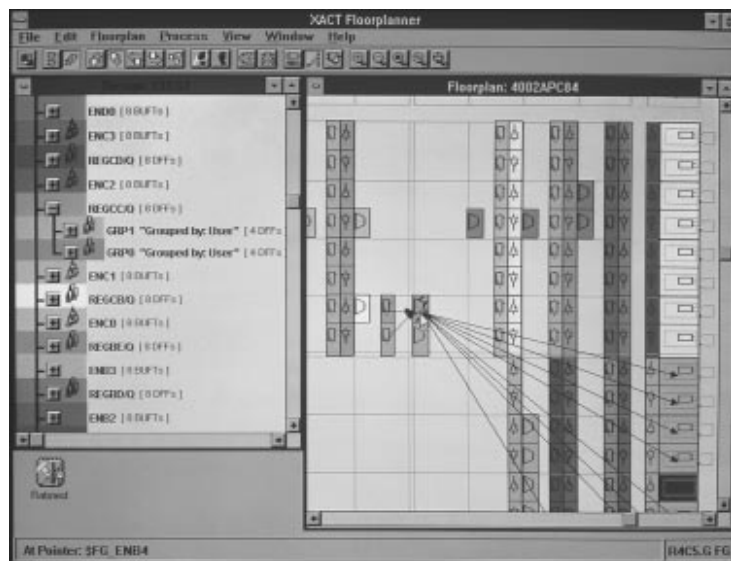 XACT Floorplanner
File Edit Floorplan Process View Window Help
Floorplan: 4002APC84
END0 [8 BUFTs]
ENC3 [8 BUFTs]
REGCD/Q [8 DFFs]
ENC2 [8 BUFTs]
REGCC/Q [8 DFFs]
GRP1 "Grouped by: User" [4 DFFs
GRP0 "Grouped by: User" [4 DFFs
ENC1 [8 BUFTs]
REGCB/Q [8 DFFs]
ENC0 [8 BUFTs]
REGBE/Q [8 DFFs]
ENB3 [8 BUFTs]
REGBD/Q [8 DFFs]
ENB2 [8 BUFTs]
At Pointer: $FG_ENB4
R4C5.G FG